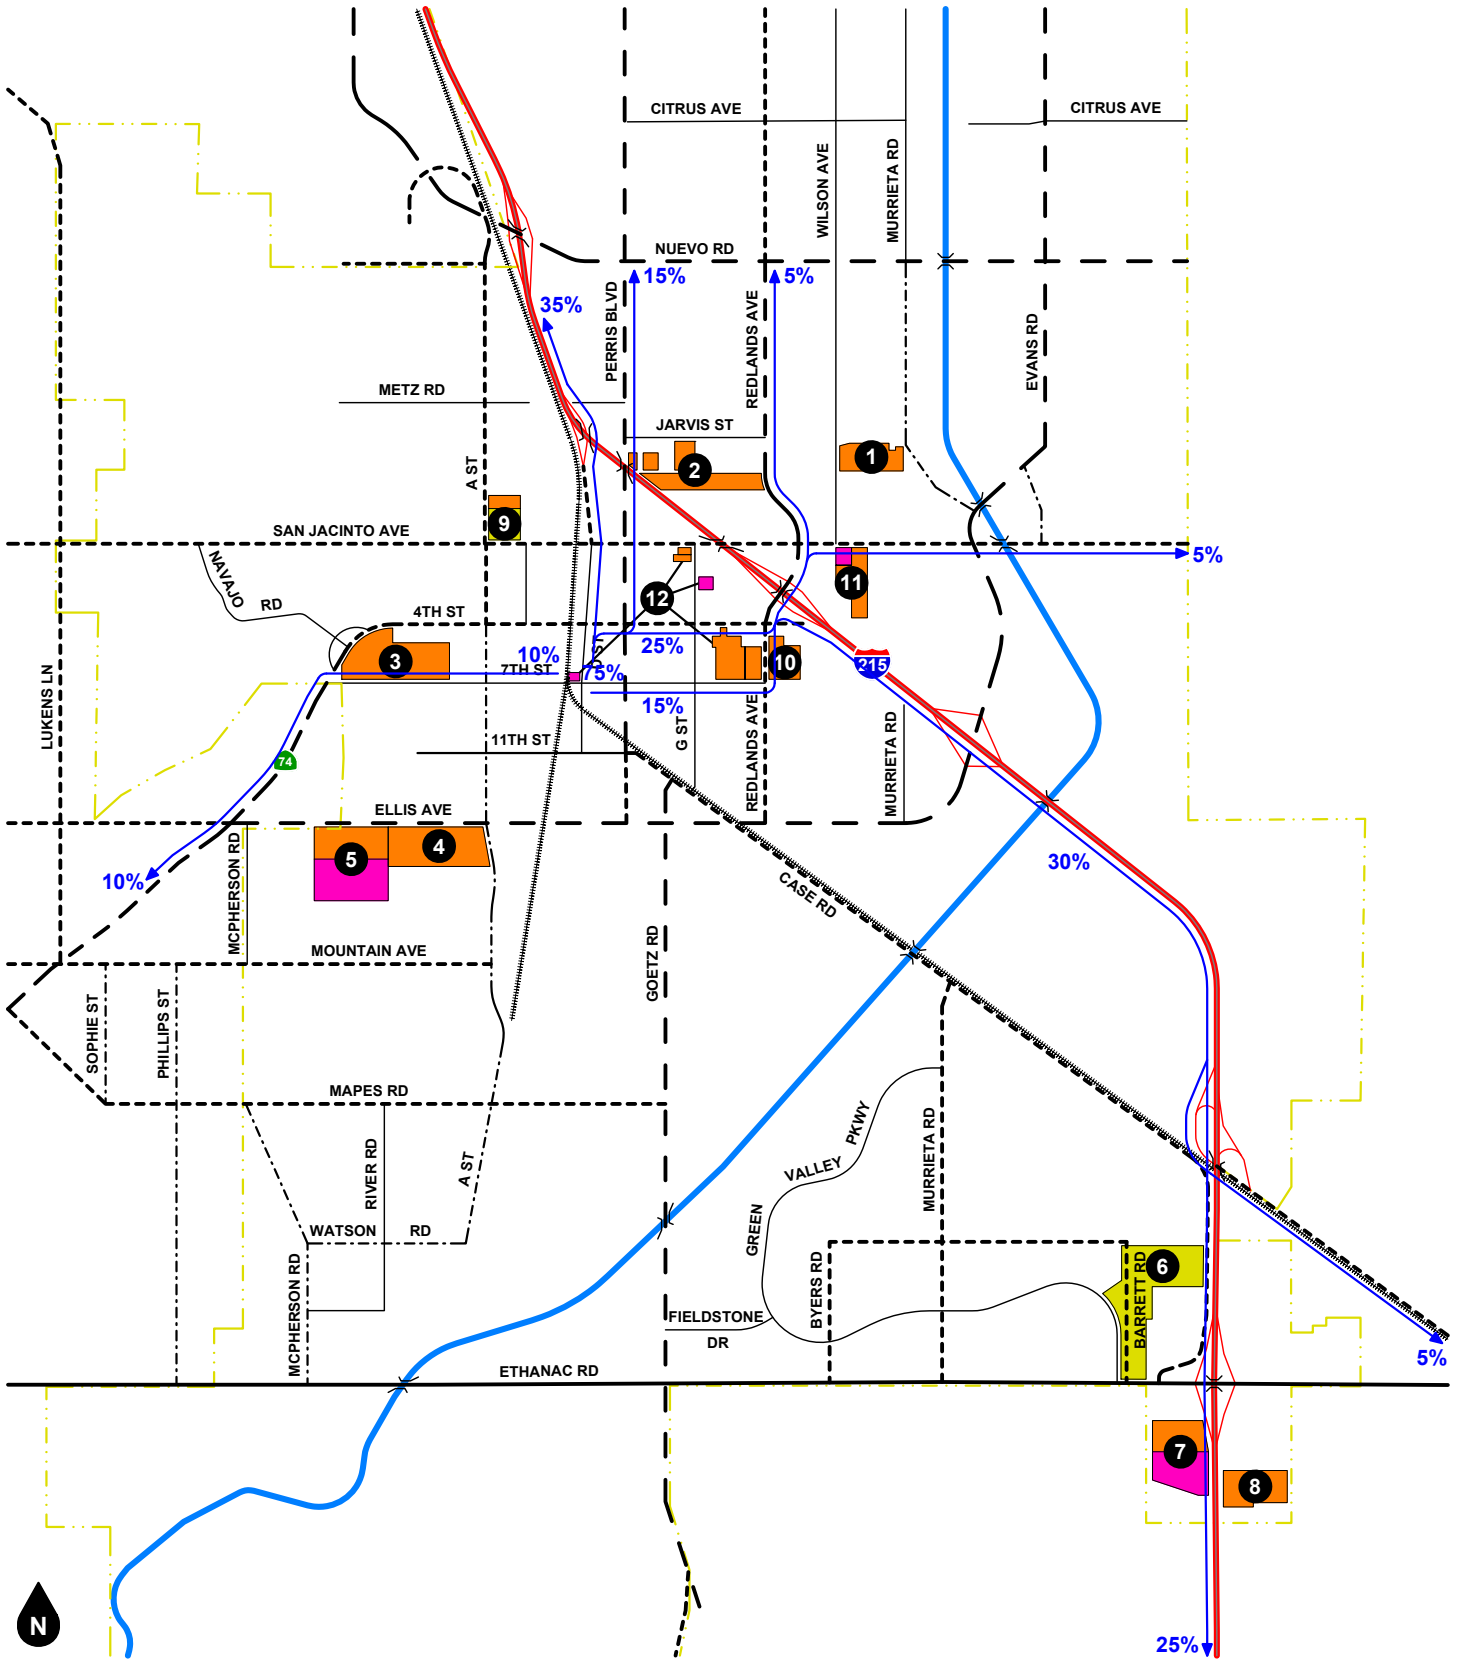 CITRUS AVE
CITRUS AVE
WILSON AVE
MURRIETA RD
NUEVO RD
15%
5%
35%
PERRIS BLVD
REDLANDS AVE
EVANS RD
METZ RD
JARVIS ST
1
2
A ST
9
SAN JACINTO AVE
5%
NAVAJO
RD
11
12
4TH ST
25%
10%
D ST
3
7TH ST
75%
10
215
15%
LUKENS LN
11TH ST
G ST
REDLANDS AVE
MURRIETA RD
74
ELLIS AVE
4
5
10%
MCPHERSON RD
30%
CASE RD
MOUNTAIN AVE
GOETZ RD
SOPHIE ST
PHILLIPS ST
MAPES RD
RIVER RD
A ST
PKWY
VALLEY
GREEN
MURRIETA RD
WATSON RD
MCPHERSON RD
BYERS RD
6
BARRETT RD
FIELDSTONE
DR
5%
ETHANAC RD
7
8
N
25%